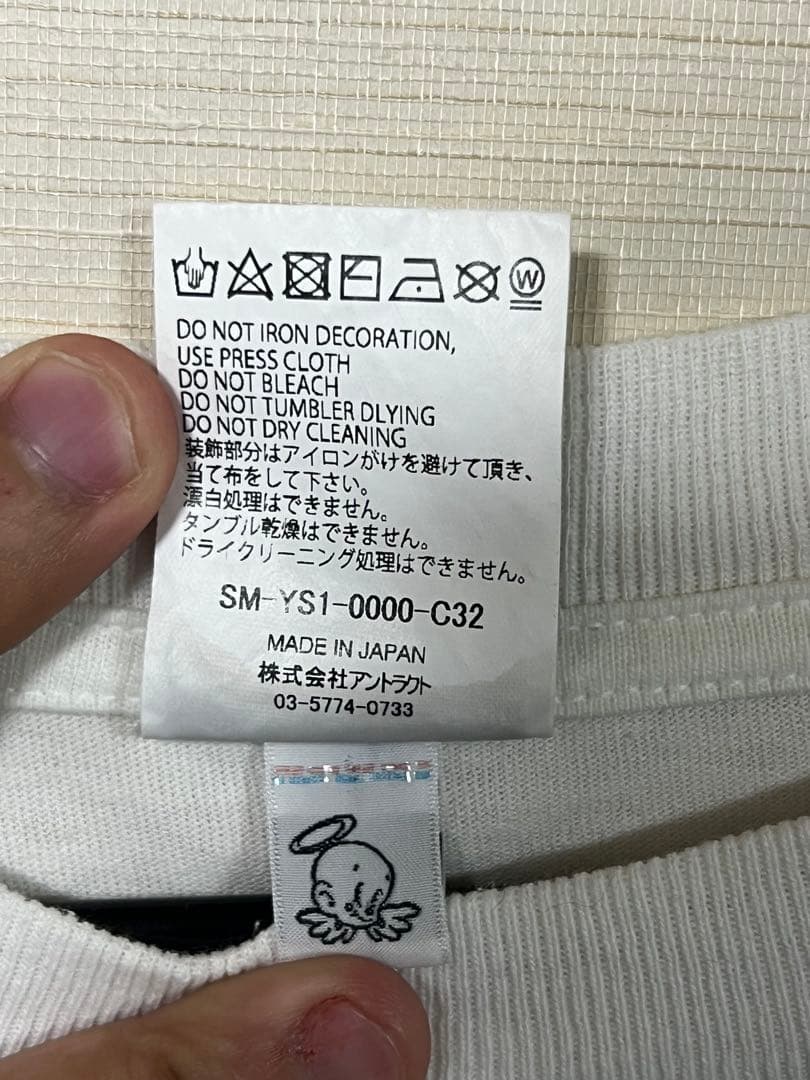 W
DO NOT IRON DECORATION,
USE PRESS CLOTH
DO NOT BLEACH
DO NOT TUMBLER DLYING
DO NOT DRY CLEANING
装飾部分はアイロンがけを避けて頂き、
当て布をして下さい。
漂白処理はできません。
タンブル乾燥はできません。
ドライクリーニング処理はできません。
SM-YS1-0000-C32
MADE IN JAPAN
株式会社アントラクト
03-5774-0733